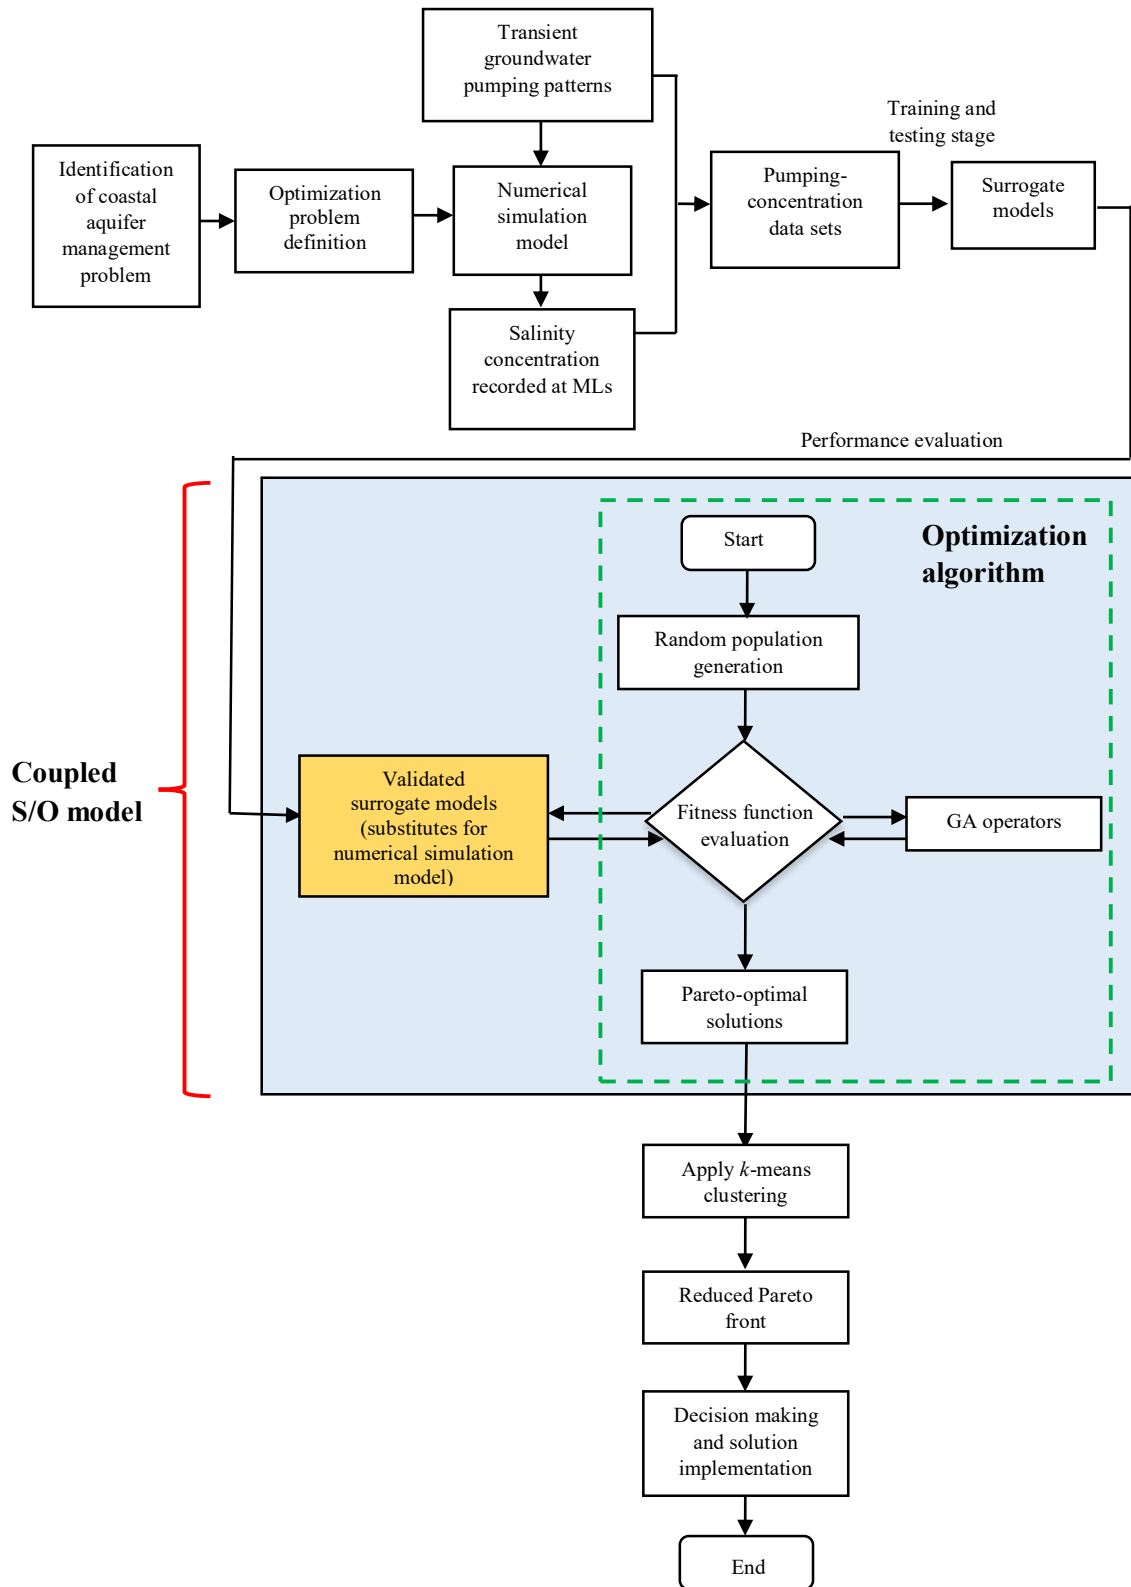 Transient
groundwater
pumping patterns
Training and
testing stage
Identification
of coastal
aquifer
management
problem
Optimization
problem
definition
Numerical
simulation
model
Pumping-
concentration
data sets
Surrogate
models
Salinity
concentration
recorded at MLs
Performance evaluation
Optimization
algorithm
Start
Random population
generation
Coupled
S/O model
Validated
surrogate models
(substitutes for
numerical simulation
model)
Fitness function
evaluation
GA operators
Pareto-optimal
solutions
Apply k-means
clustering
Reduced Pareto
front
Decision making
and solution
implementation
End